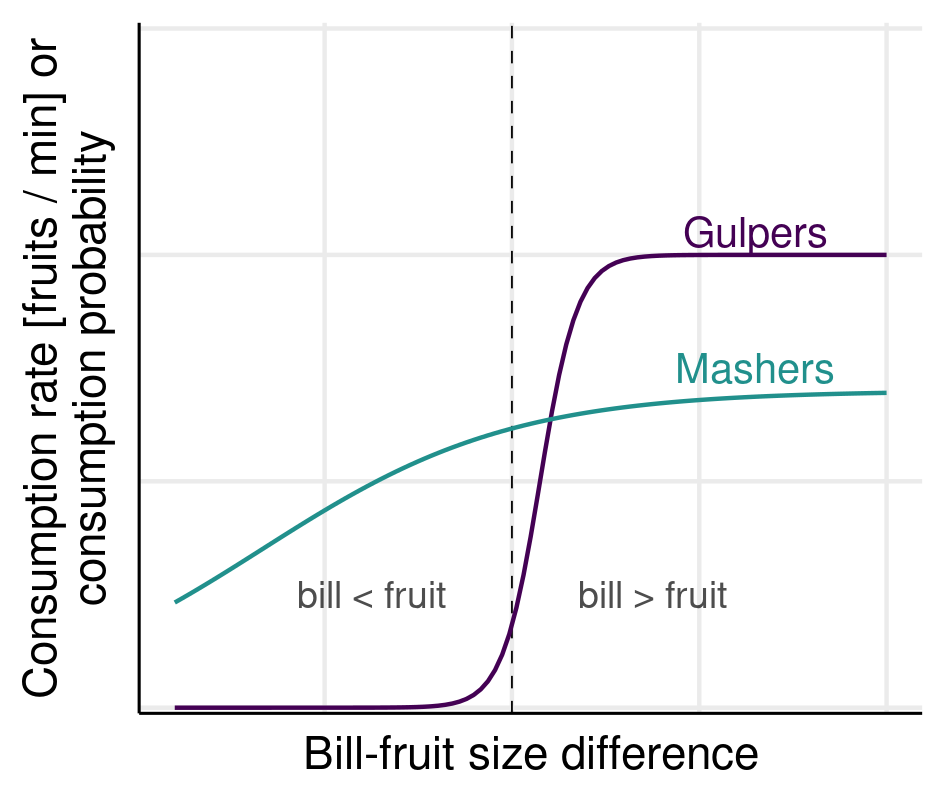 Consumption rate [fruits / min] or
consumption probability
Gulpers
Mashers
bill < fruit
bill > fruit
Bill-fruit size difference